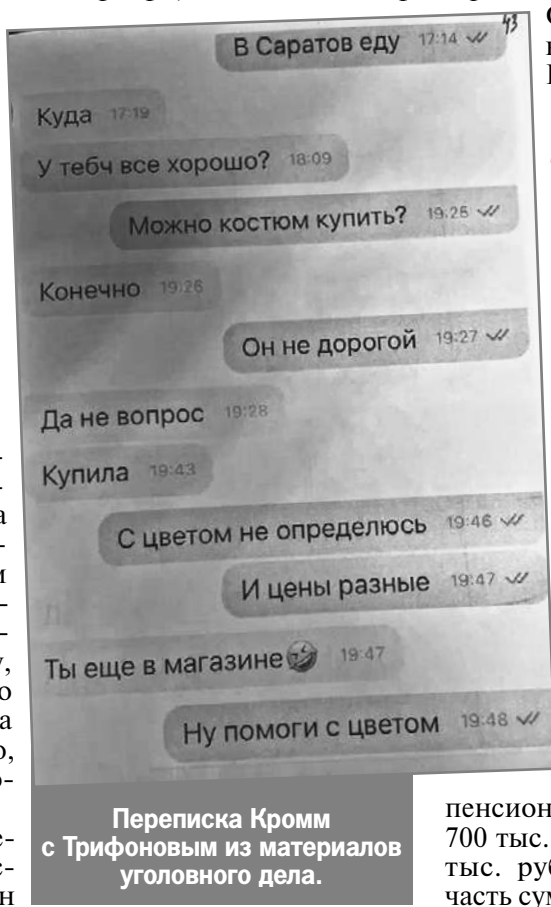 43
В Саратов еду 17:14
Куда 17:19
У тебч все хорошо? 18:09
Можно костюм купить? 19:25
Конечно 19:26
Он не дорогой 19:27
Да не вопрос 19:28
Купила 19:43
С цветом не определюсь 19:46
И цены разные 19:47
Ты еще в магазине🤣 19:47
Ну помоги с цветом 19:48
Переписка Кромм
с Трифоновым из материалов
уголовного дела.
пенсион
700 тыс.
тыс. руб
часть сум